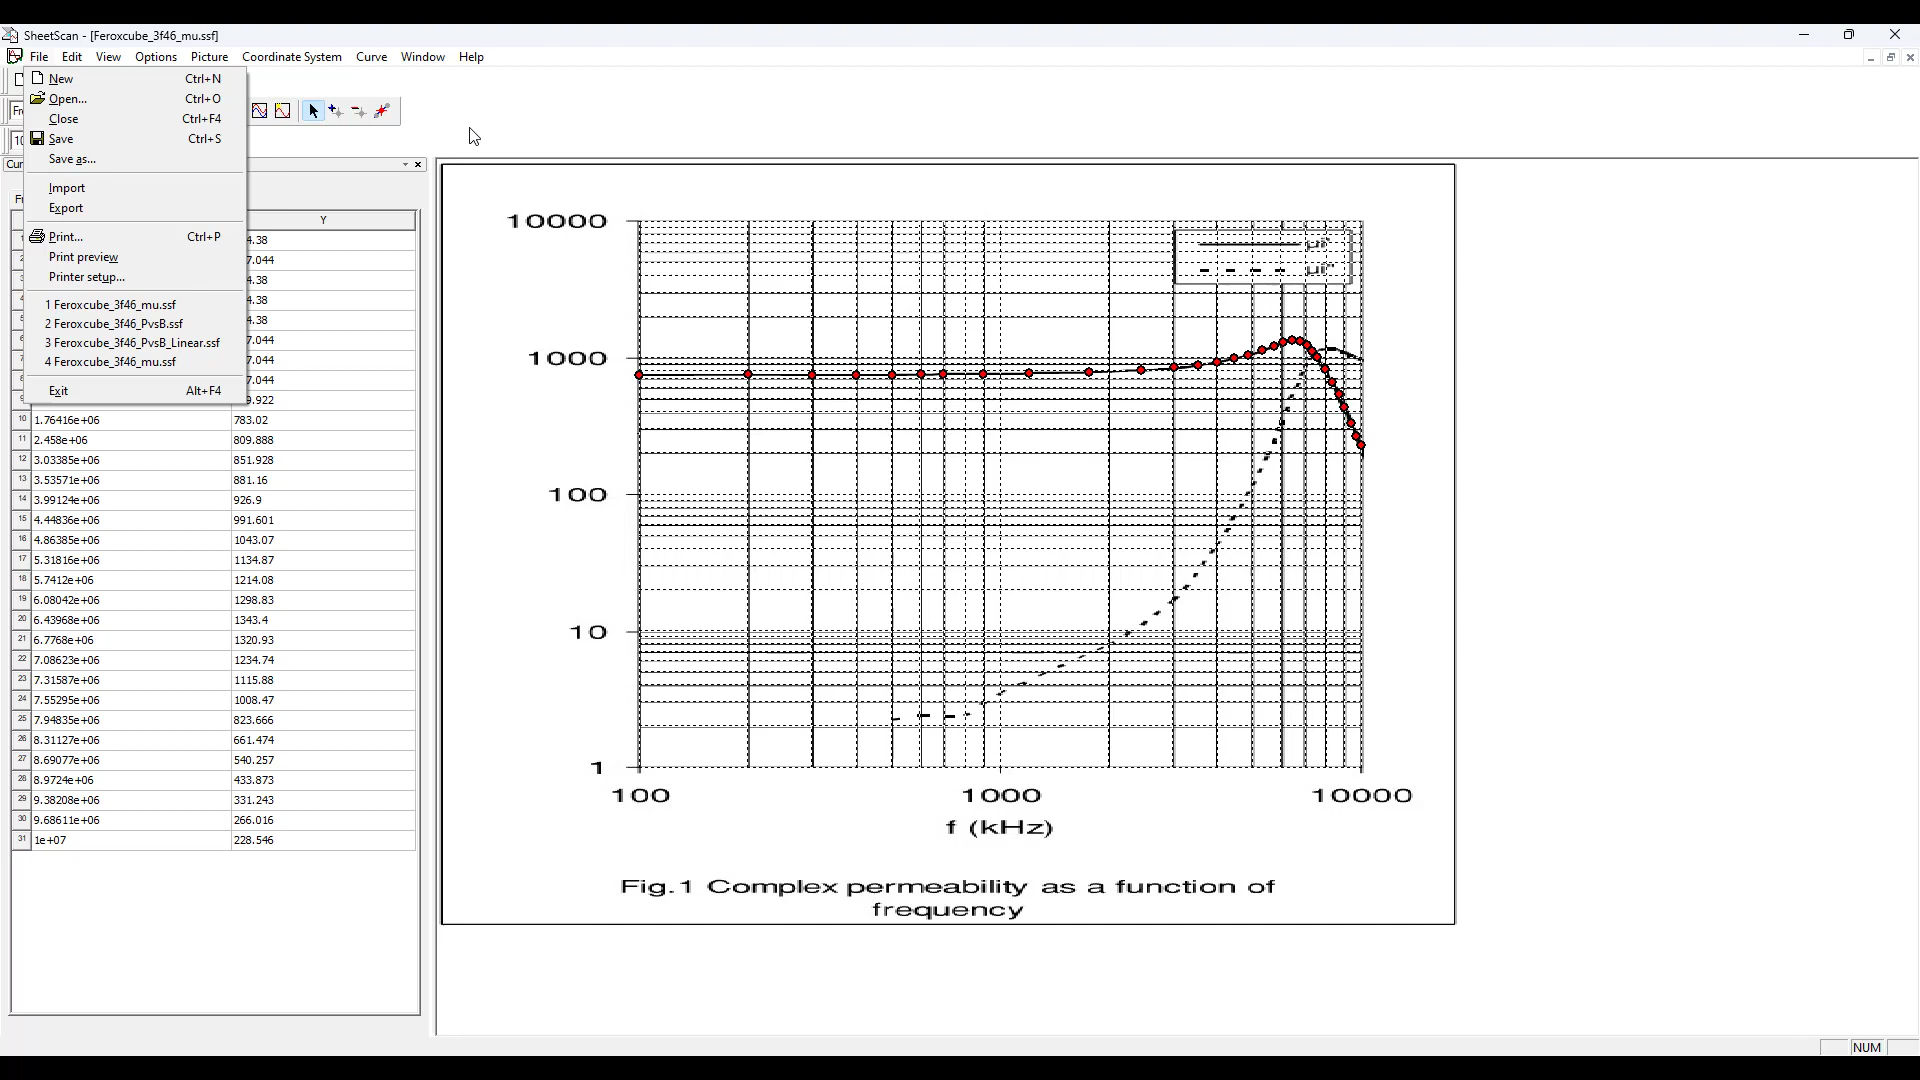 SheetScan - [Feroxcube_3f46_mu.ssf]
File Edit View Options Picture Coordinate System Curve Window Help
New Ctrl+N
Open... Ctrl+O
Close Ctrl+F4
Save Ctrl+S
Save as...
Import
Export
Print... Ctrl+P
Print preview
Printer setup...
1 Feroxcube_3f46_mu.ssf
2 Feroxcube_3f46_PvsB.ssf
3 Feroxcube_3f46_PvsB_Linear.ssf
4 Feroxcube_3f46_mu.ssf
Exit Alt+F4
Y
4.38
7.044
4.38
4.38
4.38
7.044
7.044
7.044
9.922
10 1.76416e+06 783.02
11 2.458e+06 809.888
12 3.03385e+06 851.928
13 3.53571e+06 881.16
14 3.99124e+06 926.9
15 4.44836e+06 991.601
16 4.86385e+06 1043.07
17 5.31816e+06 1134.87
18 5.7412e+06 1214.08
19 6.08042e+06 1298.83
20 6.43968e+06 1343.4
21 6.7768e+06 1320.93
22 7.08623e+06 1234.74
23 7.31587e+06 1115.88
24 7.55295e+06 1008.47
25 7.94835e+06 823.666
26 8.31127e+06 661.474
27 8.69077e+06 540.257
28 8.9724e+06 433.873
29 9.38208e+06 331.243
30 9.68611e+06 266.016
31 1e+07 228.546
10000
1000
100
10
1
μi'
μi"
100 1000 10000
f (kHz)
Fig.1 Complex permeability as a function of
frequency
NUM